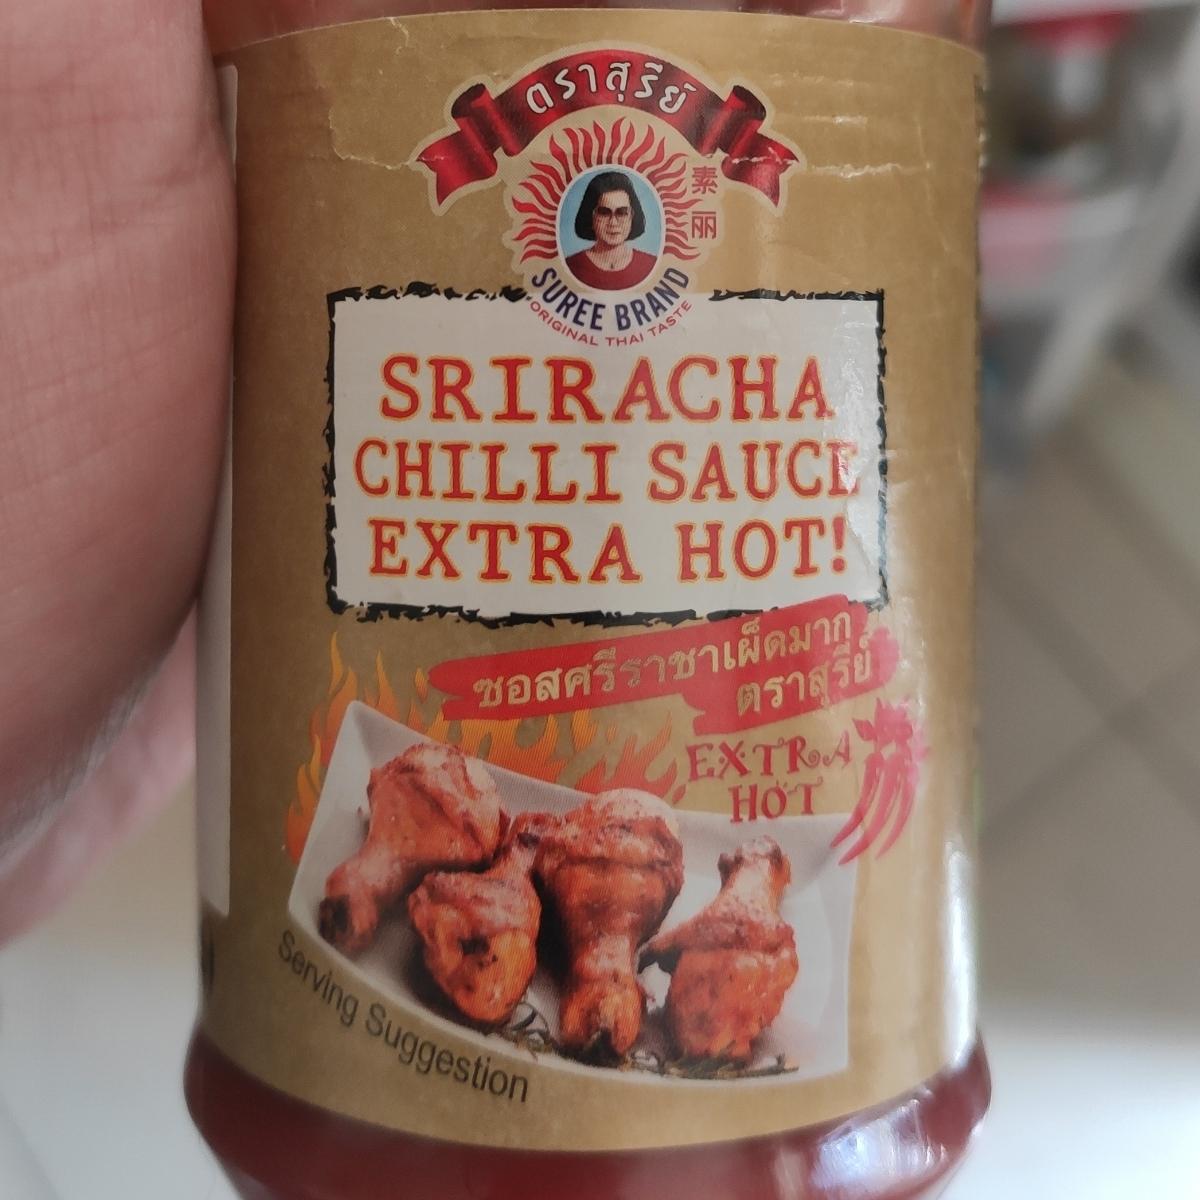 ตราสุรีย์
素丽
SUREE BRAND
ORIGINAL THAI TASTE
SRIRACHA
CHILLI SAUCE
EXTRA HOT!
ซอสศรีราชาเผ็ดมาก
ตราสุรีย์
EXTRA
HOT
Serving Suggestion